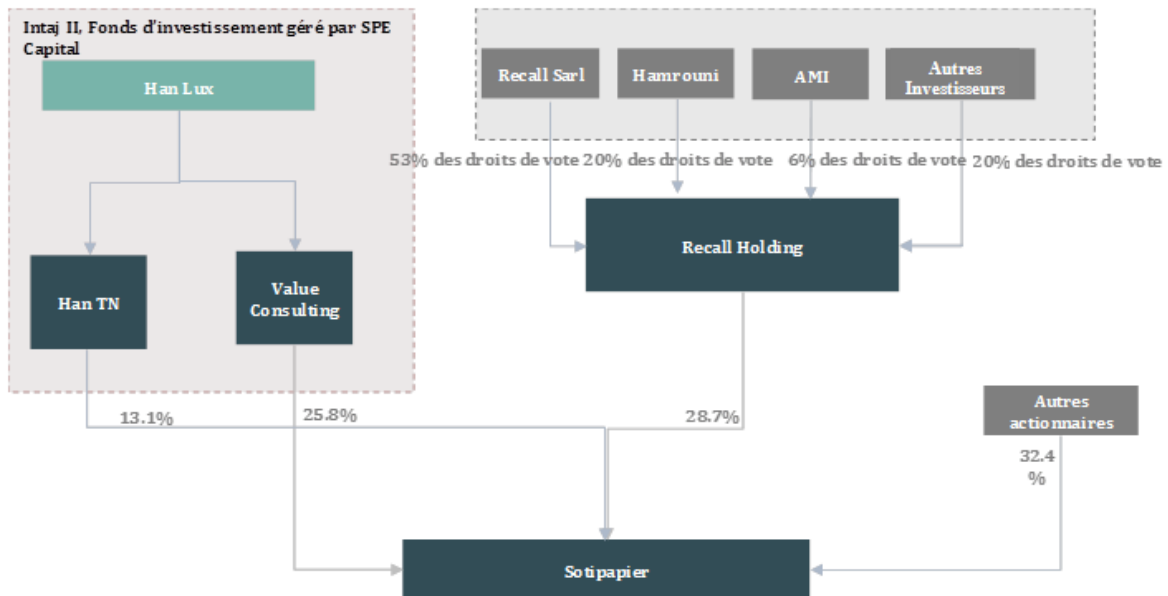 Intaj II, Fonds d'investissement géré par SPE
Capital
Han Lux
Han TN
Value
Consulting
Recall Sarl
Hamrouni
AMI
Autres
Investisseurs
53% des droits de vote
20% des droits de vote
6% des droits de vote
20% des droits de vote
Recall Holding
13.1%
25.8%
28.7%
Autres
actionnaires
32.4
%
Sotipapier